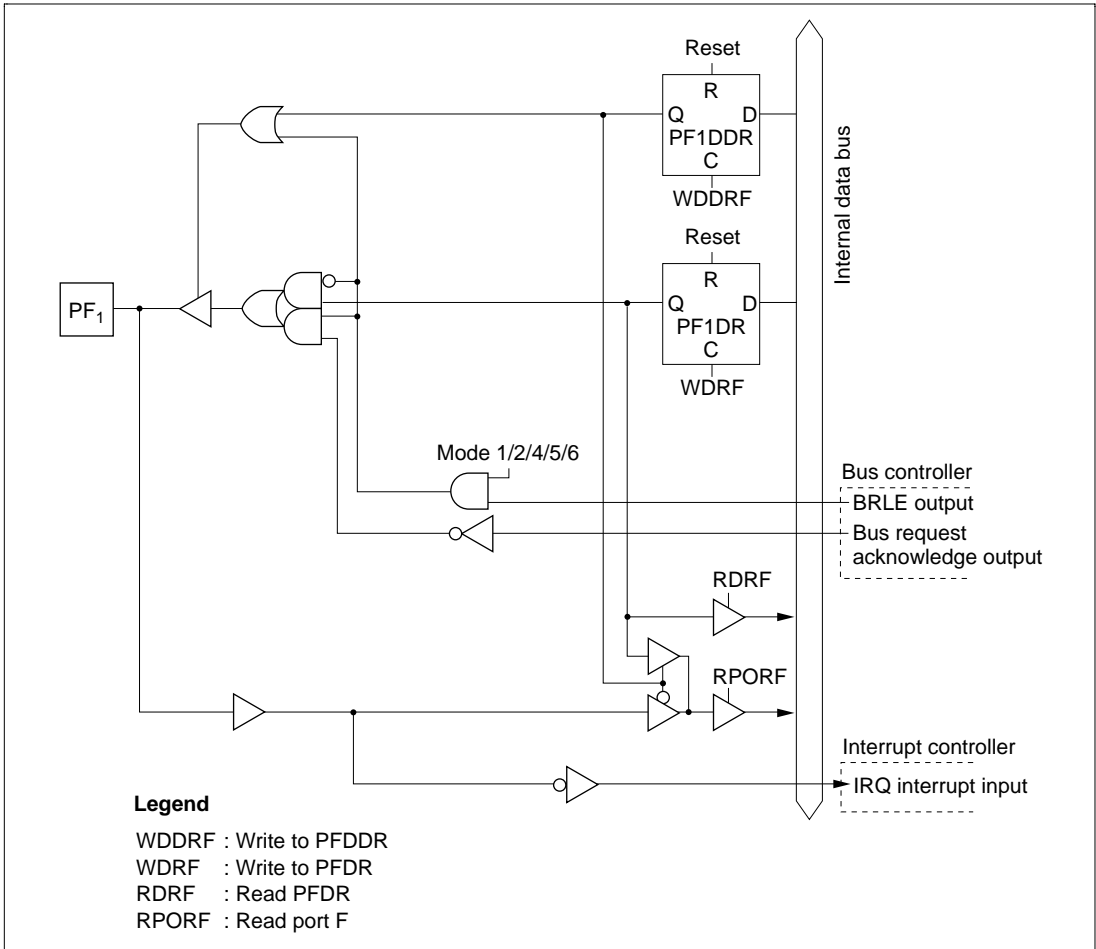 Reset
R
Q D
PF1DDR
C
WDDRF
Internal data bus
Reset
R
Q D
PF1DR
C
WDRF
PF1
Mode 1/2/4/5/6
Bus controller
BRLE output
Bus request
acknowledge output
RDRF
RPORF
Interrupt controller
IRQ interrupt input
Legend
WDDRF : Write to PFDDR
WDRF : Write to PFDR
RDRF : Read PFDR
RPORF : Read port F